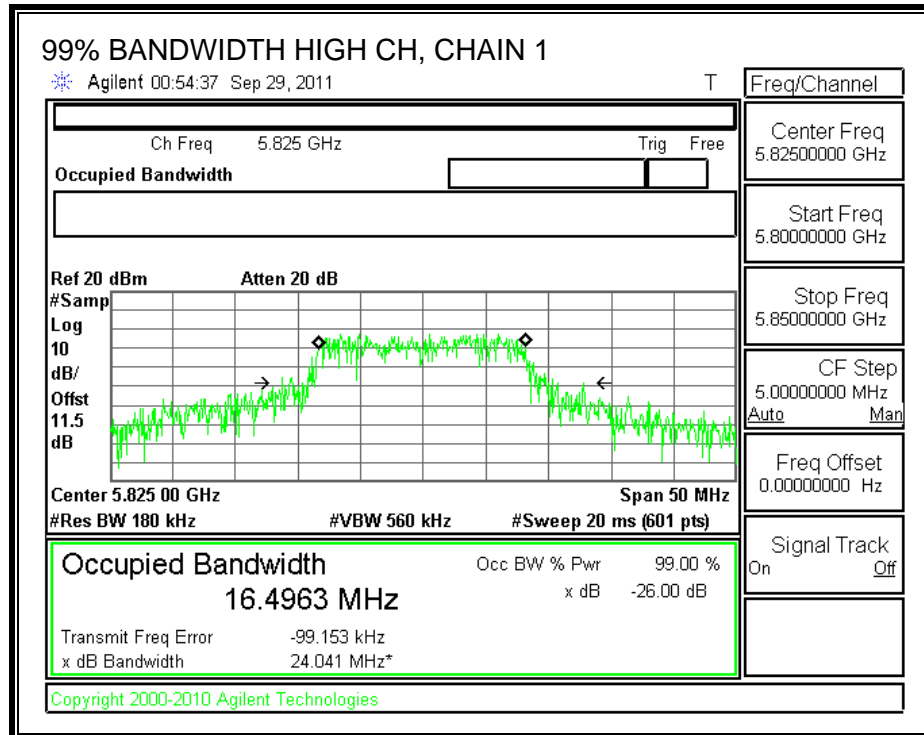 99% BANDWIDTH HIGH CH, CHAIN 1
Agilent 00:54:37 Sep 29, 2011 T
Freq/Channel
Ch Freq 5.825 GHz Trig Free
Occupied Bandwidth
Center Freq
5.82500000 GHz
Start Freq
5.80000000 GHz
Stop Freq
5.85000000 GHz
CF Step
5.00000000 MHz
Auto Man
Freq Offset
0.00000000 Hz
Signal Track
On Off
Ref 20 dBm Atten 20 dB
#Samp
Log
10
dB/
Offst
11.5
dB
Center 5.825 00 GHz Span 50 MHz
#Res BW 180 kHz #VBW 560 kHz #Sweep 20 ms (601 pts)
Occupied Bandwidth Occ BW % Pwr 99.00 %
16.4963 MHz x dB -26.00 dB
Transmit Freq Error -99.153 kHz
x dB Bandwidth 24.041 MHz*
Copyright 2000-2010 Agilent Technologies